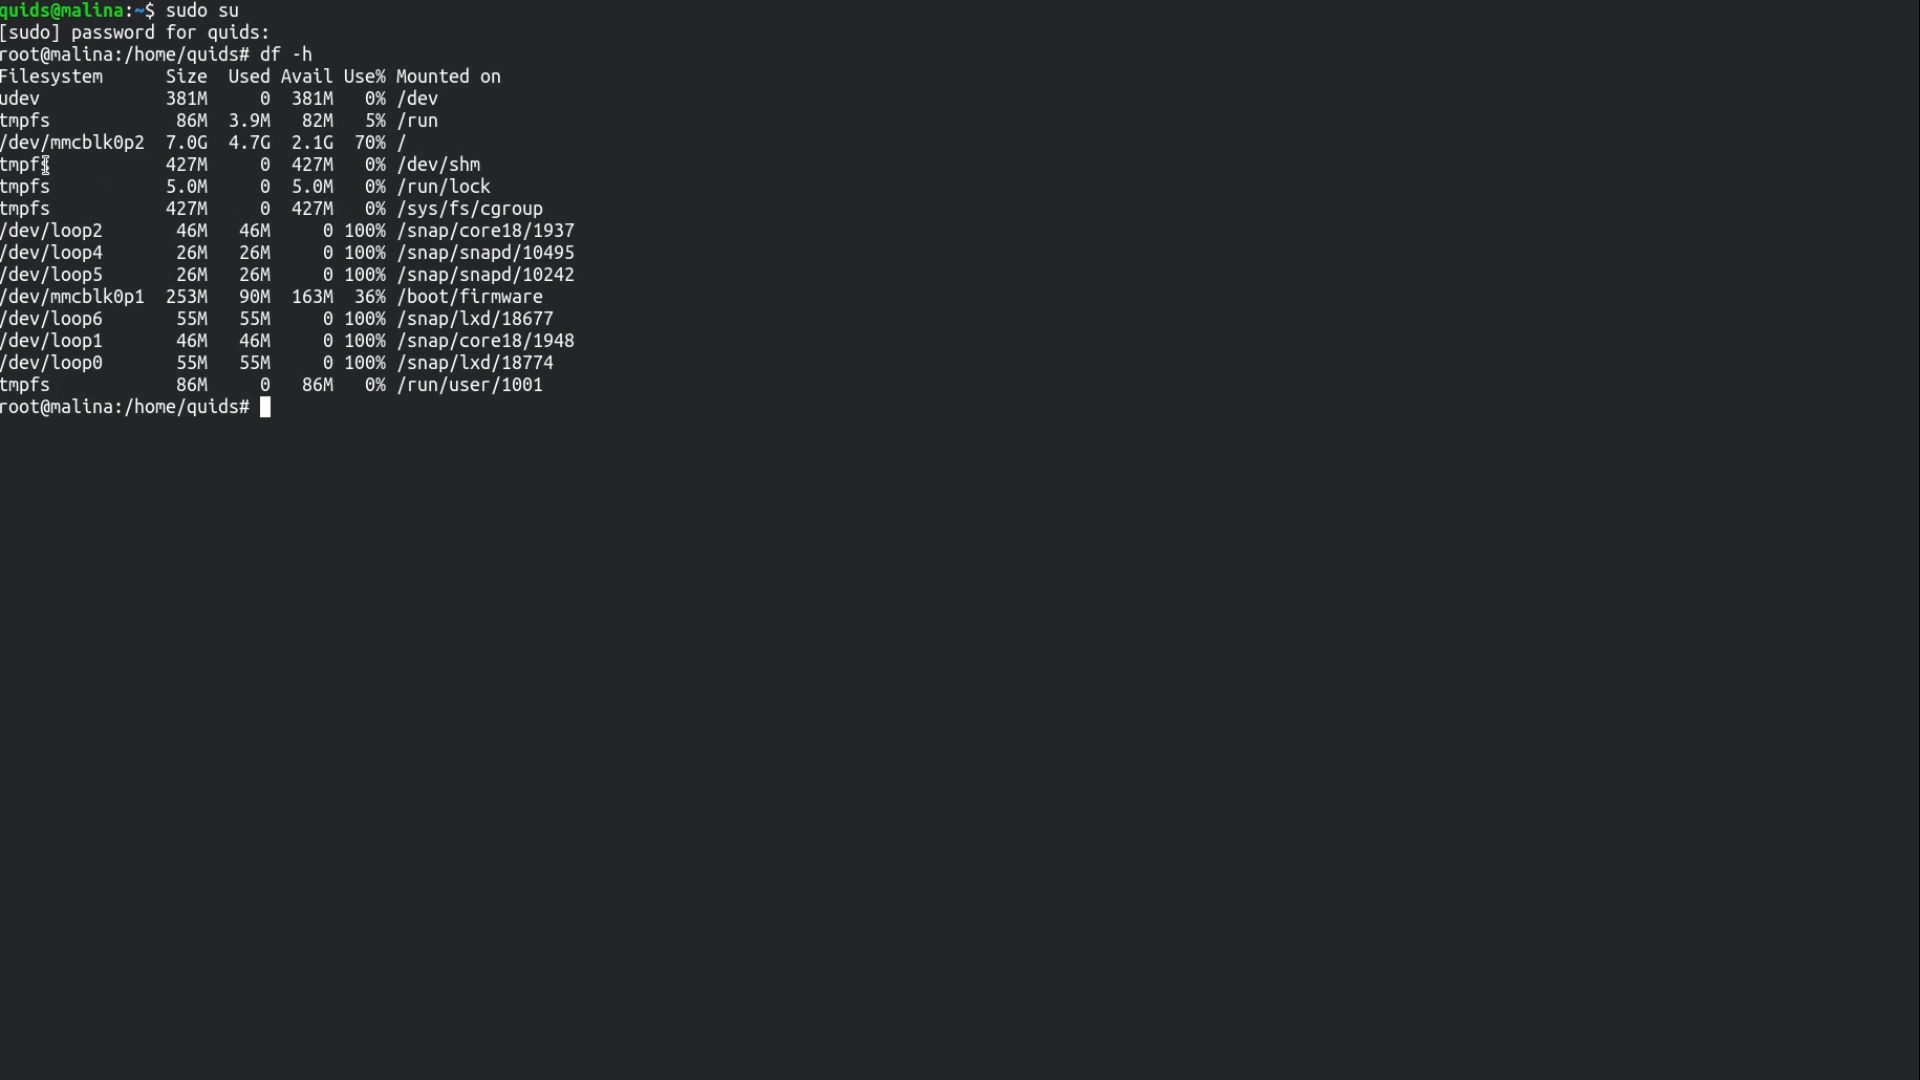 quids@malina:~$ sudo su
[sudo] password for quids:
root@malina:/home/quids# df -h
Filesystem      Size  Used Avail Use% Mounted on
udev            381M     0  381M   0% /dev
tmpfs            86M  3.9M   82M   5% /run
/dev/mmcblk0p2  7.0G  4.7G  2.1G  70% /
tmpfs           427M     0  427M   0% /dev/shm
tmpfs           5.0M     0  5.0M   0% /run/lock
tmpfs           427M     0  427M   0% /sys/fs/cgroup
/dev/loop2       46M   46M     0 100% /snap/core18/1937
/dev/loop4       26M   26M     0 100% /snap/snapd/10495
/dev/loop5       26M   26M     0 100% /snap/snapd/10242
/dev/mmcblk0p1  253M   90M  163M  36% /boot/firmware
/dev/loop6       55M   55M     0 100% /snap/lxd/18677
/dev/loop1       46M   46M     0 100% /snap/core18/1948
/dev/loop0       55M   55M     0 100% /snap/lxd/18774
tmpfs            86M     0   86M   0% /run/user/1001
root@malina:/home/quids#